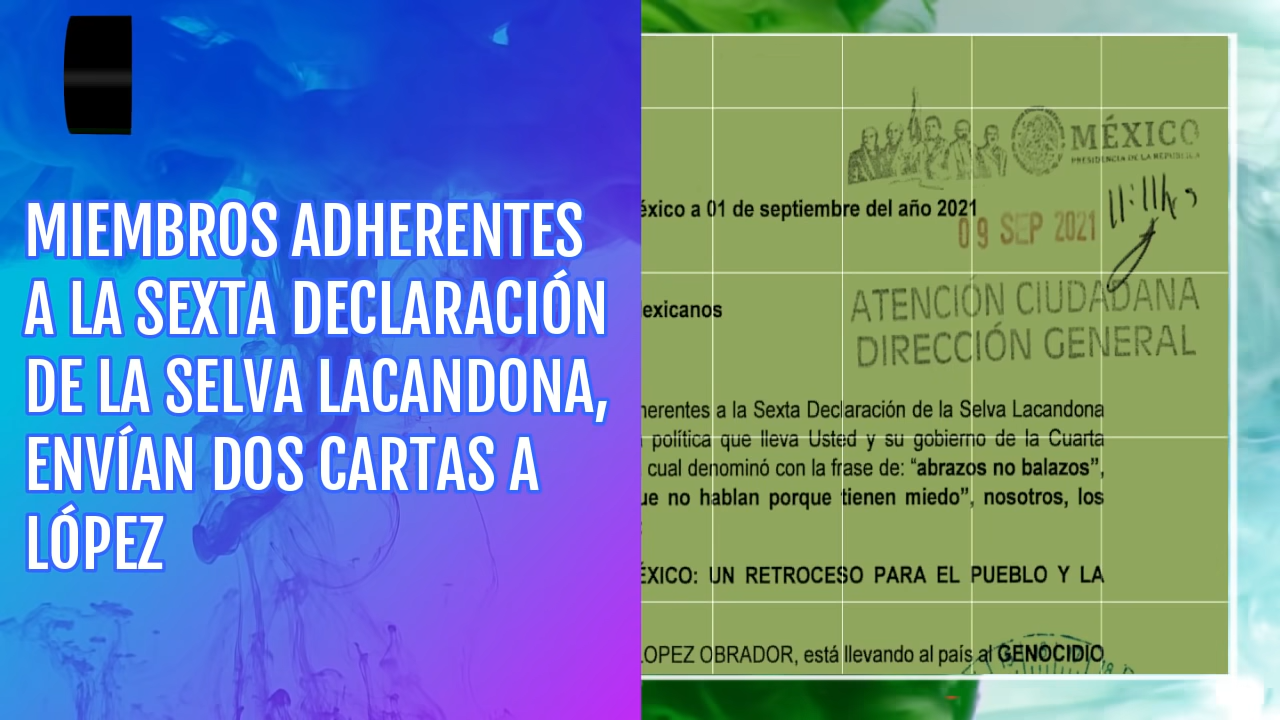 MIEMBROS ADHERENTES
A LA SEXTA DECLARACIÓN
DE LA SELVA LACANDONA,
ENVÍAN DOS CARTAS A
LÓPEZ
MÉXICO
PRESIDENCIA DE LA REPÚBLICA
éxico a 01 de septiembre del año 2021
09 SEP 2021
exicanos
ATENCIÓN CIUDADANA
DIRECCIÓN GENERAL
herentes a la Sexta Declaración de la Selva Lacandona
política que lleva Usted y su gobierno de la Cuarta
cual denominó con la frase de: “abrazos no balazos”,
ue no hablan porque tienen miedo”, nosotros, los
ÉXICO: UN RETROCESO PARA EL PUEBLO Y LA
LOPEZ OBRADOR, está llevando al país al GENOCIDIO